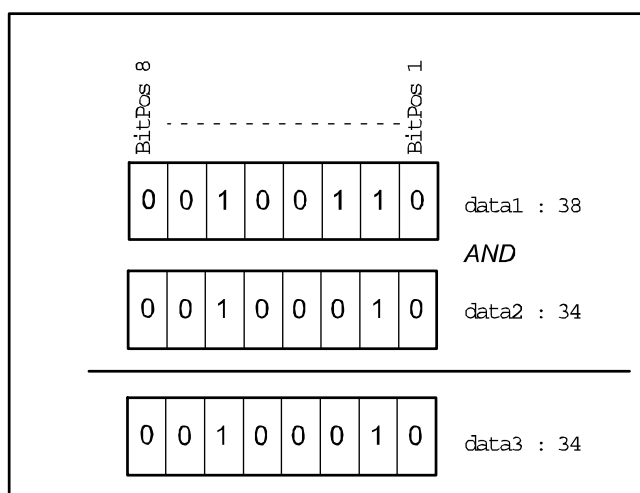 BitPos 8
BitPos 1
0 0 1 0 0 1 1 0 data1 : 38
AND
0 0 1 0 0 0 1 0 data2 : 34
0 0 1 0 0 0 1 0 data3 : 34